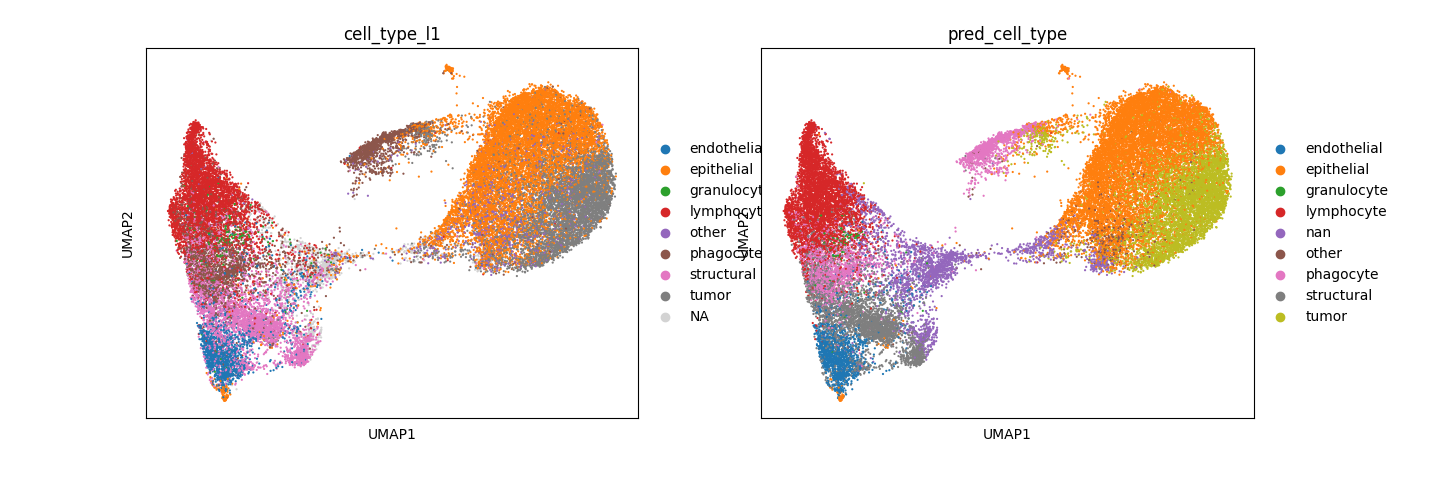 cell_type_l1
UMAP2
UMAP1
endothelia
epithelial
granulocyt
lymphocyt
other
phagocyte
structural
tumor
NA
pred_cell_type
UMAP2
UMAP1
endothelial
epithelial
granulocyte
lymphocyte
nan
other
phagocyte
structural
tumor